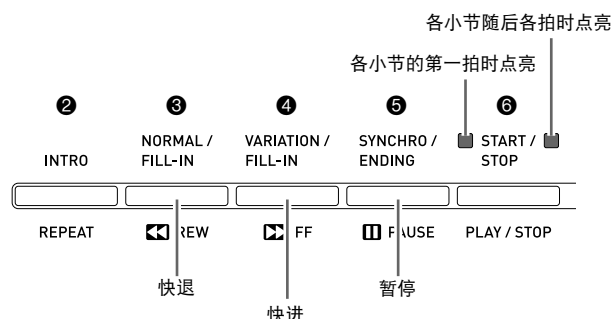 各小节随后各拍时点亮
各小节的第一拍时点亮
❷ ❸ ❹ ❺ ❻
INTRO
NORMAL /
FILL-IN
VARIATION /
FILL-IN
SYNCHRO /
ENDING
START /
STOP
REPEAT
REW
FF
PAUSE
PLAY / STOP
快退
快进
暂停